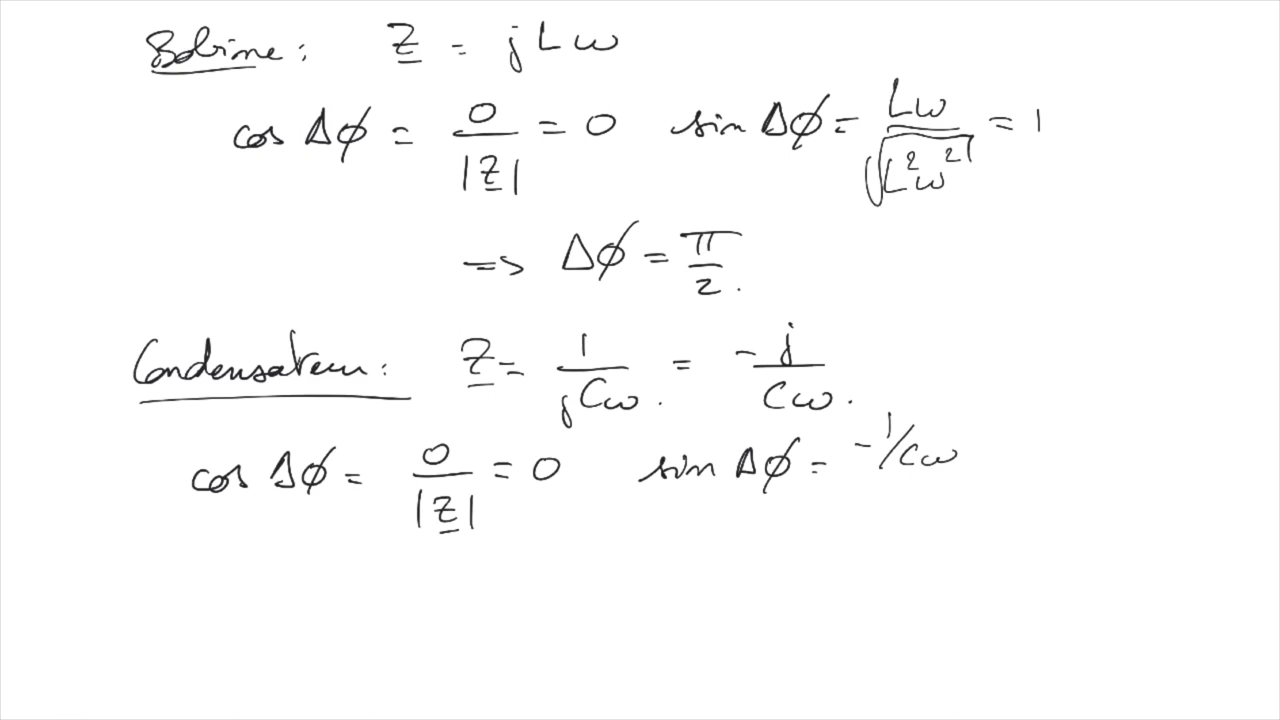 Bobine : Z = jLω
cos Δϕ = 0/|Z| = 0 sin Δϕ = Lω/√(L²ω²) = 1
=> Δϕ = π/2.
Condensateur : Z = 1/jCω. = -j/Cω.
cos Δϕ = 0/|Z| = 0 sin Δϕ = -1/Cω